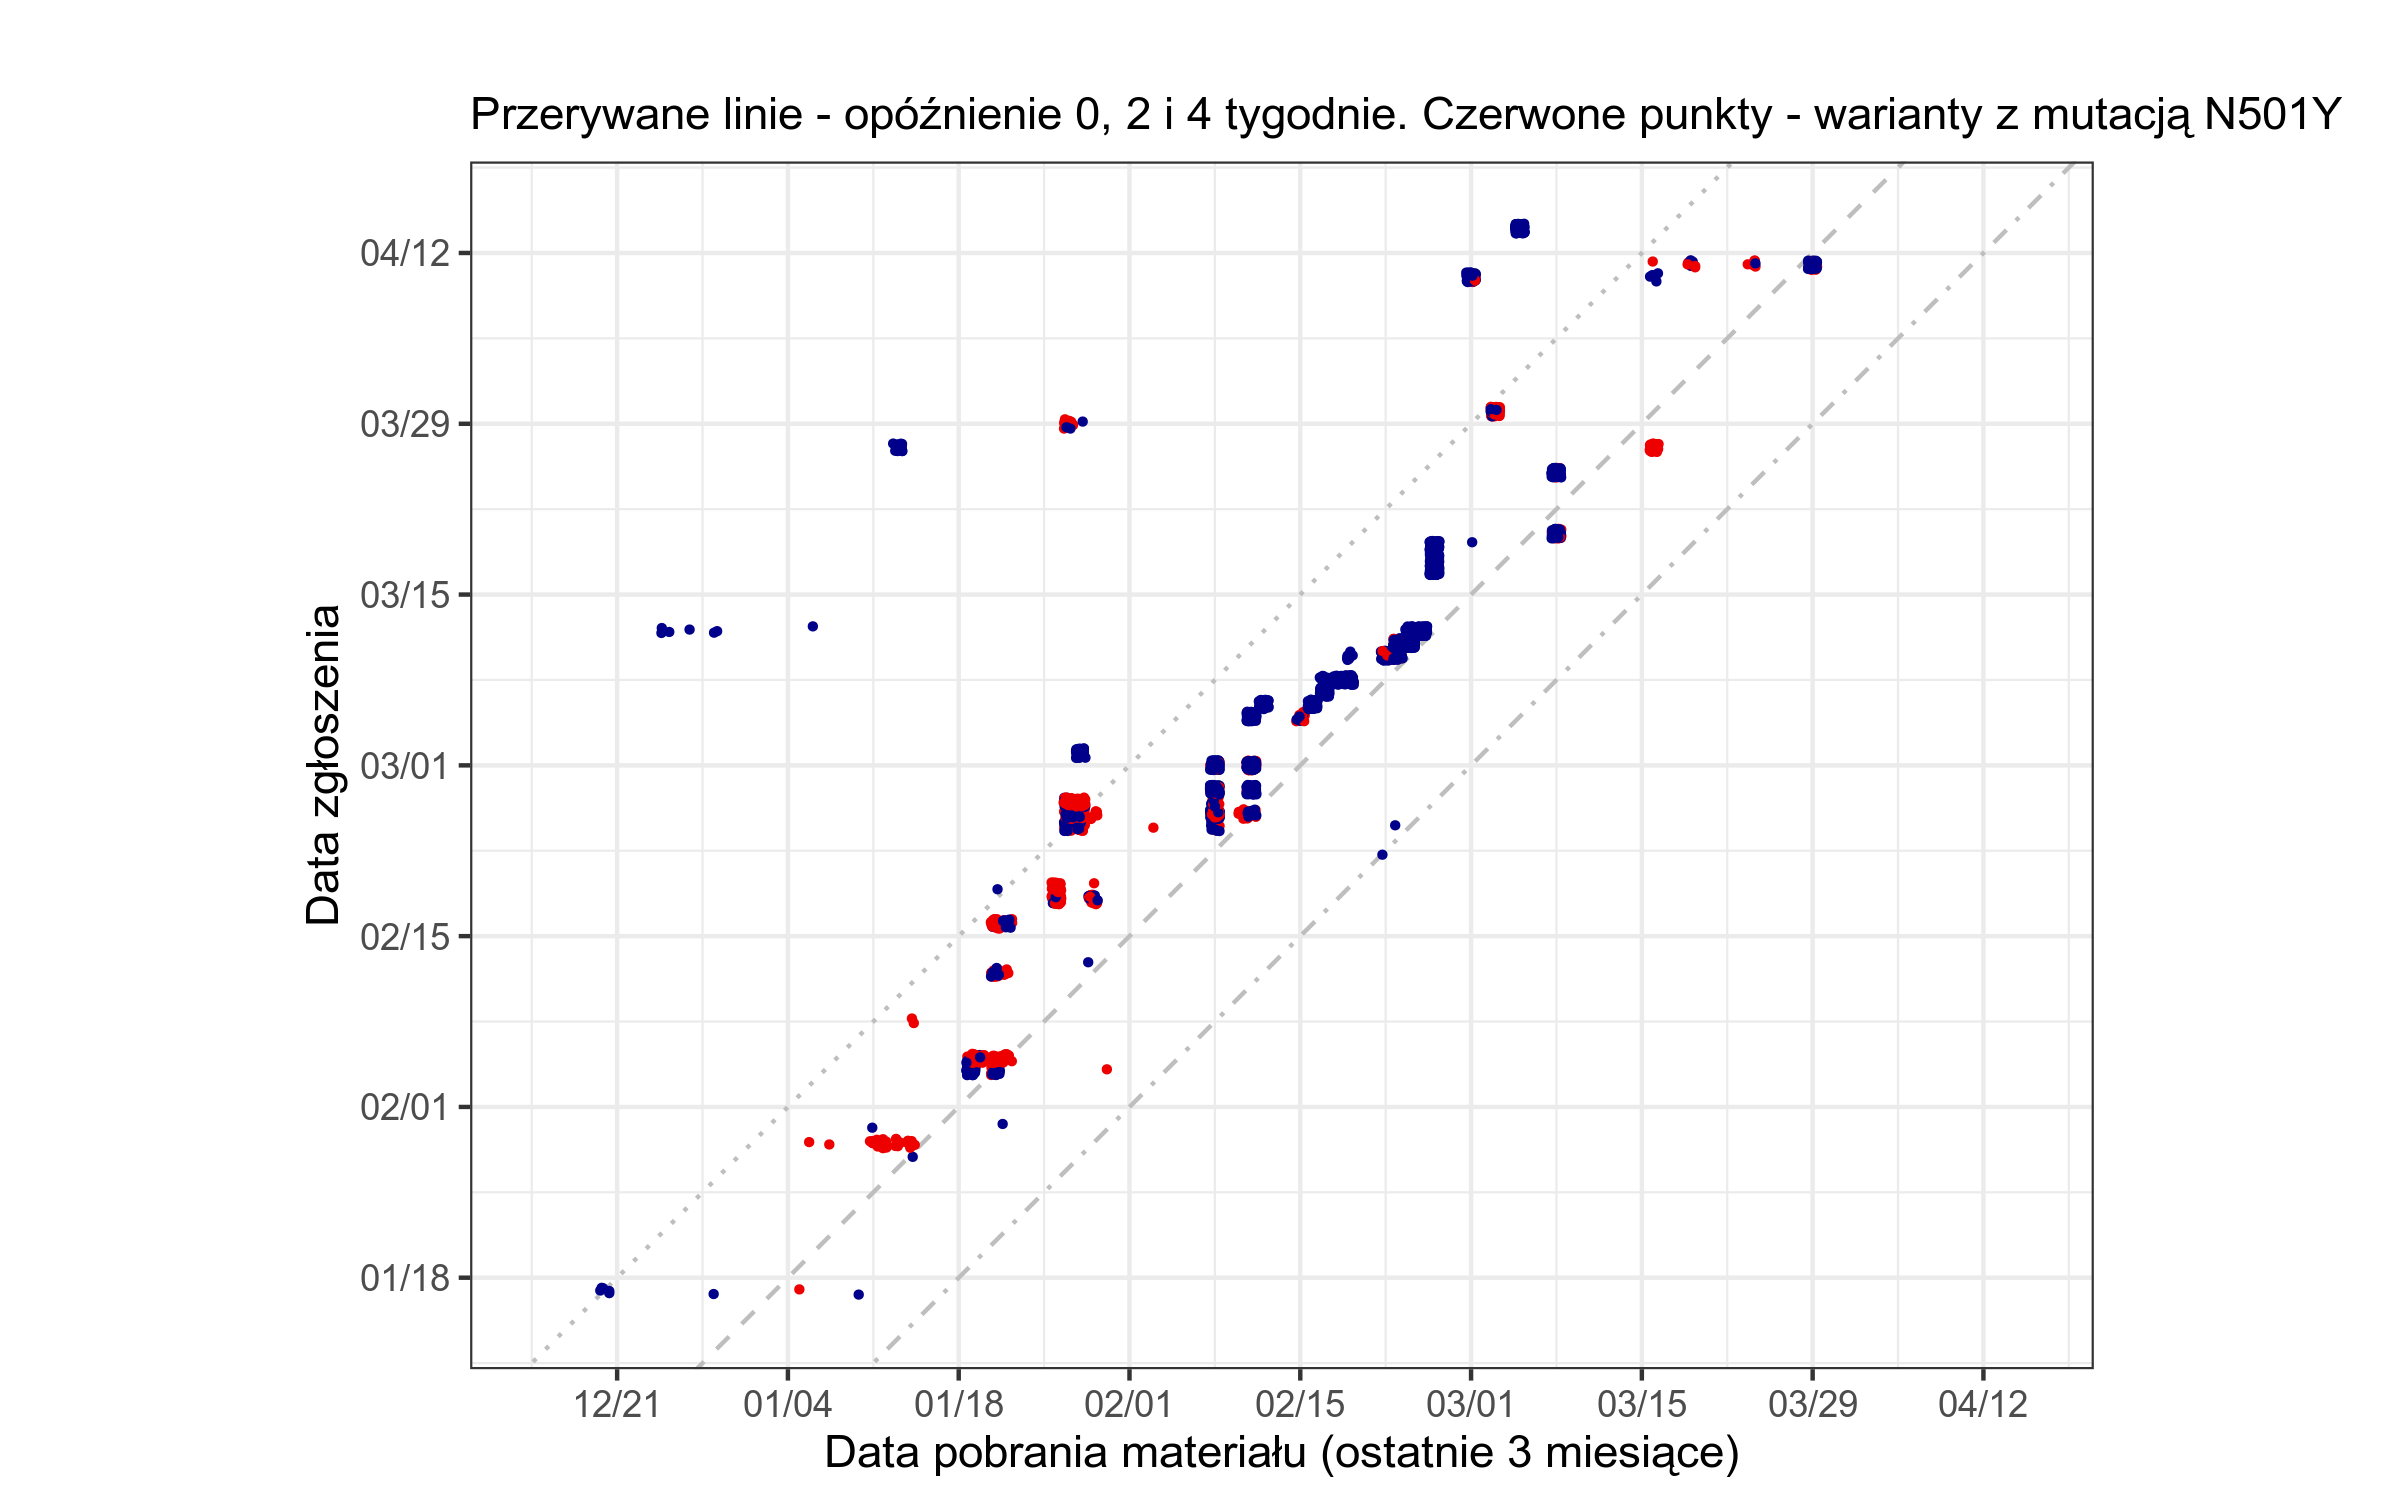 Przerywane linie - opóźnienie 0, 2 i 4 tygodnie. Czerwone punkty - warianty z mutacją N501Y
Data zgłoszenia
04/12
03/29
03/15
03/01
02/15
02/01
01/18
12/21 01/04 01/18 02/01 02/15 03/01 03/15 03/29 04/12
Data pobrania materiału (ostatnie 3 miesiące)